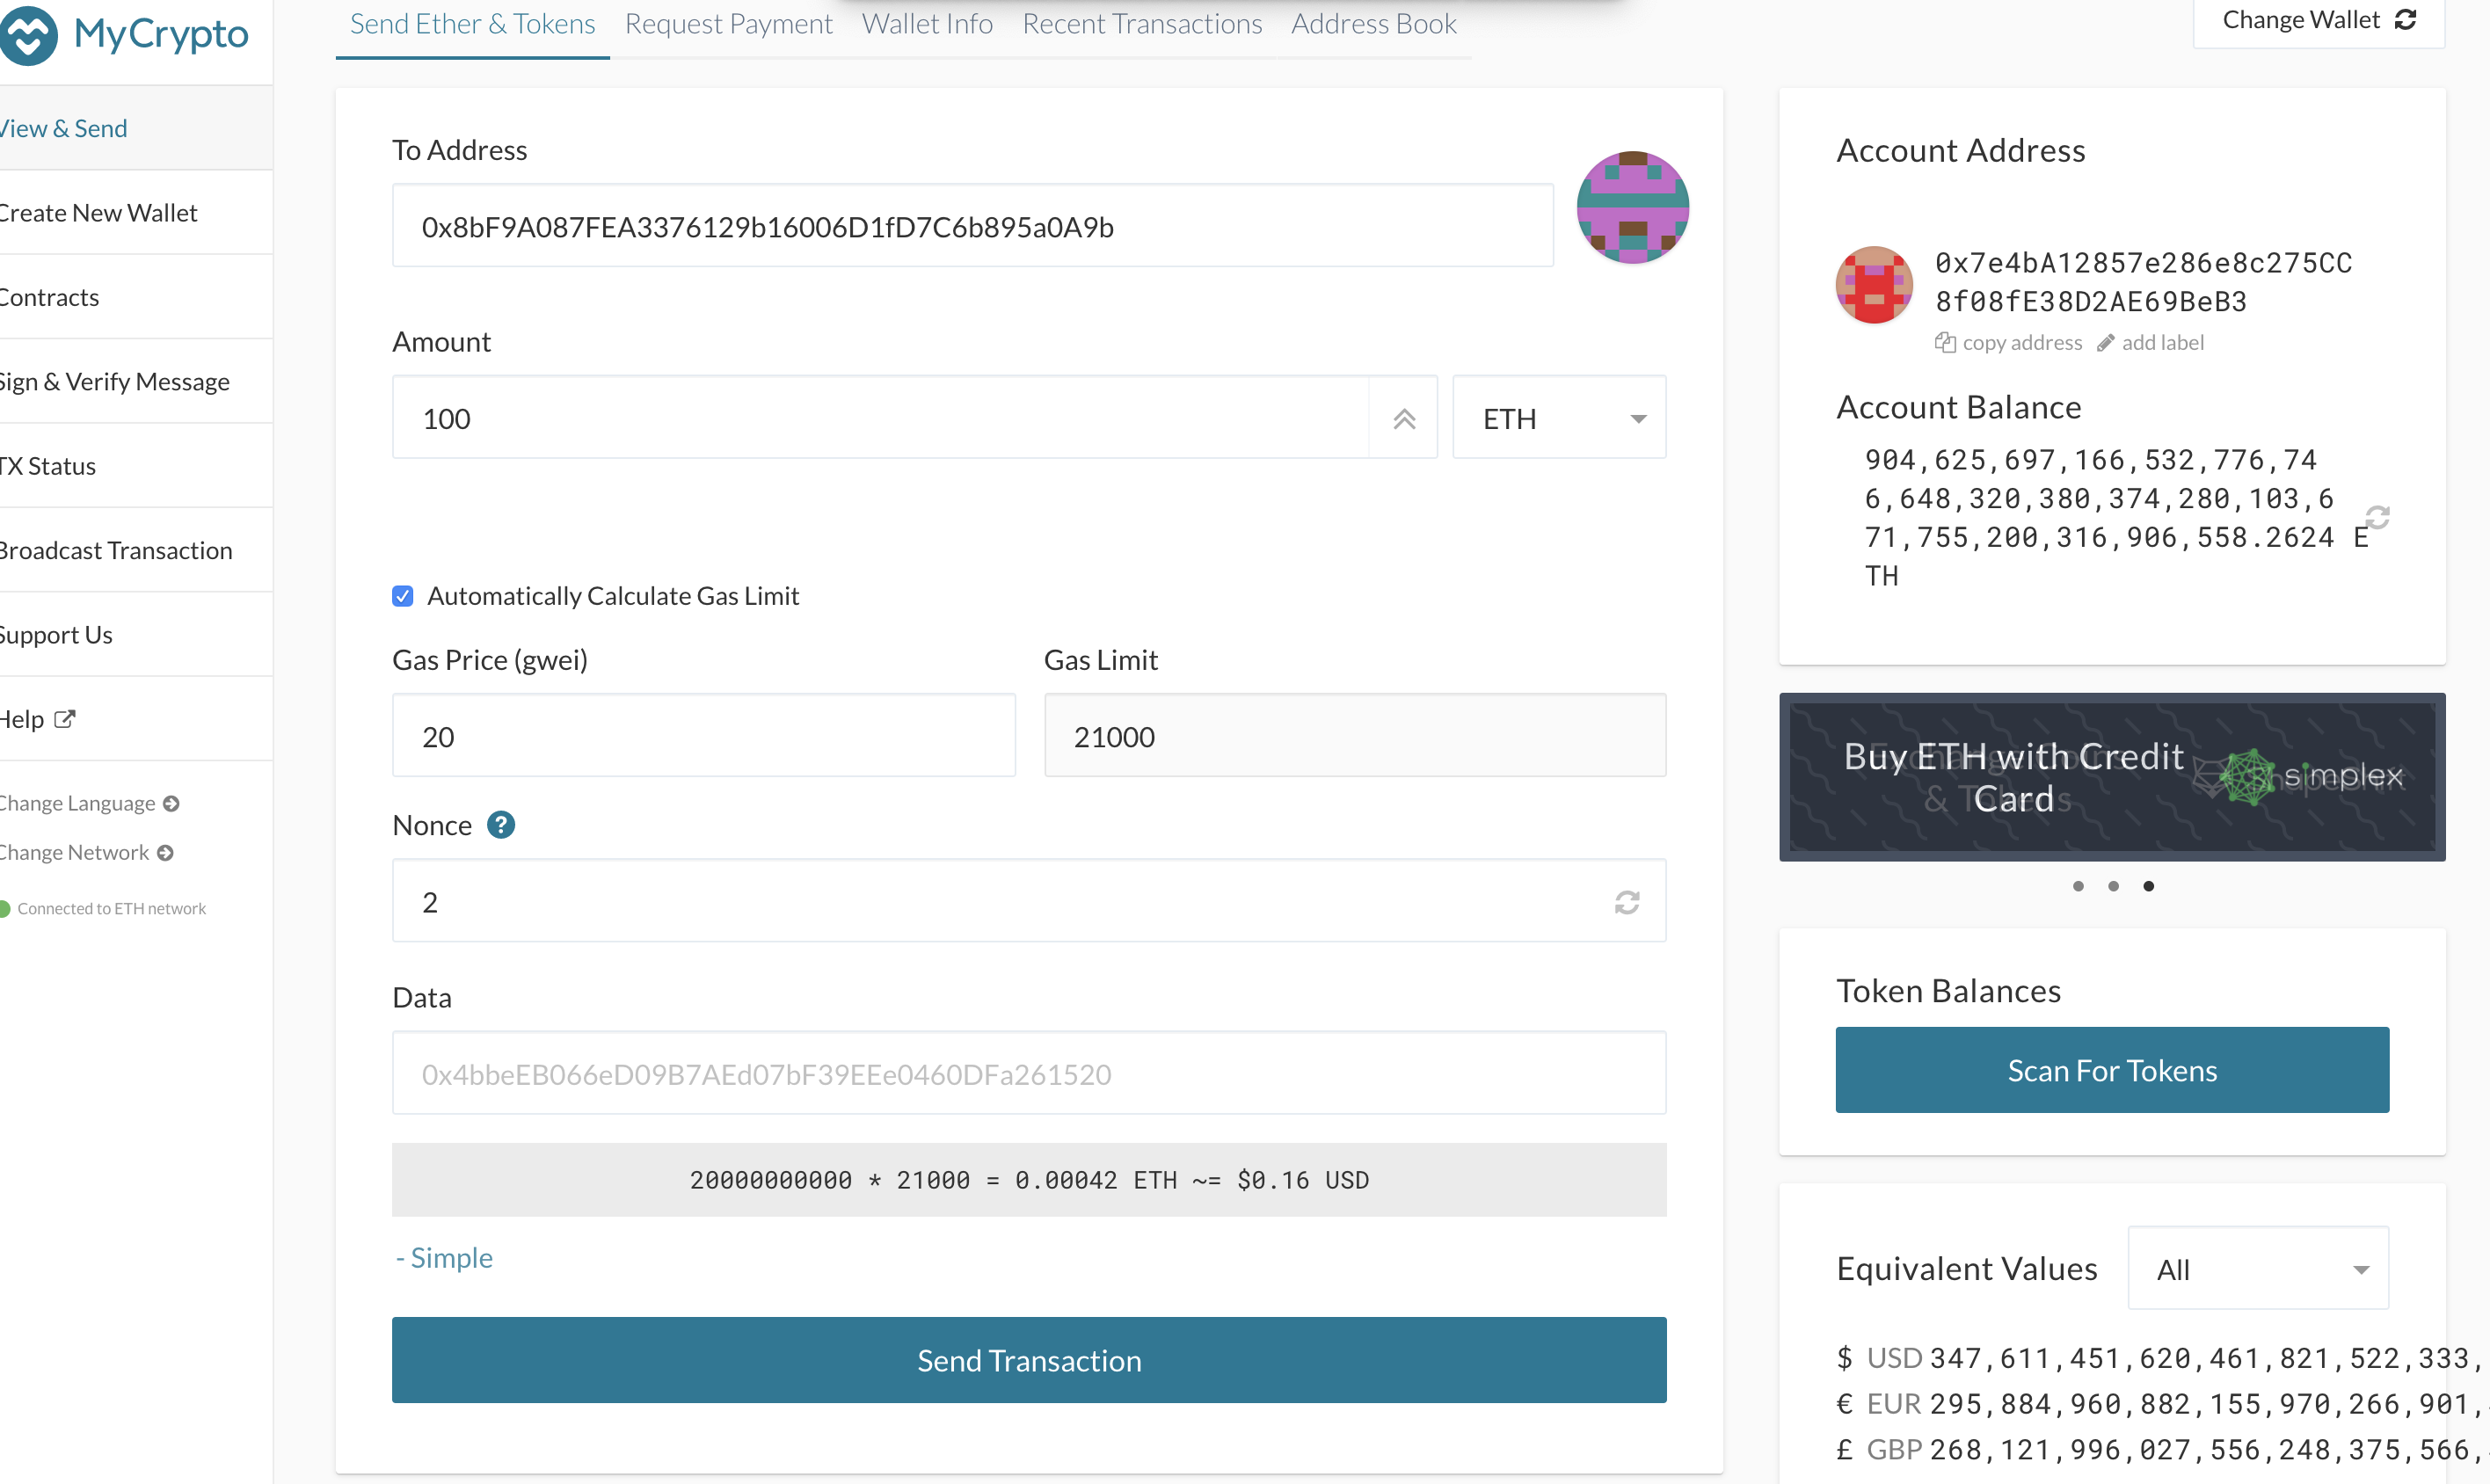 MyCrypto
View & Send
Create New Wallet
Contracts
Sign & Verify Message
TX Status
Broadcast Transaction
Support Us
Help
Change Language
Change Network
Connected to ETH network
Send Ether & Tokens Request Payment Wallet Info Recent Transactions Address Book
Change Wallet
To Address
0x8bF9A087FEA3376129b16006D1fD7C6b895a0A9b
Amount
100
ETH
Automatically Calculate Gas Limit
Gas Price (gwei) Gas Limit
20 21000
Nonce ?
2
Data
0x4bbeEB066eD09B7AEd07bF39EEe0460DFa261520
20000000000 * 21000 = 0.00042 ETH ~= $0.16 USD
- Simple
Send Transaction
Account Address
0x7e4bA12857e286e8c275CC
8f08fE38D2AE69BeB3
copy address add label
Account Balance
904,625,697,166,532,776,74
6,648,320,380,374,280,103,6
71,755,200,316,906,558.2624 E
TH
Buy ETH with Credit
Card
simplex
Token Balances
Scan For Tokens
Equivalent Values All
$ USD 347,611,451,620,461,821,522,333,
€ EUR 295,884,960,882,155,970,266,901,
£ GBP 268,121,996,027,556,248,375,566,